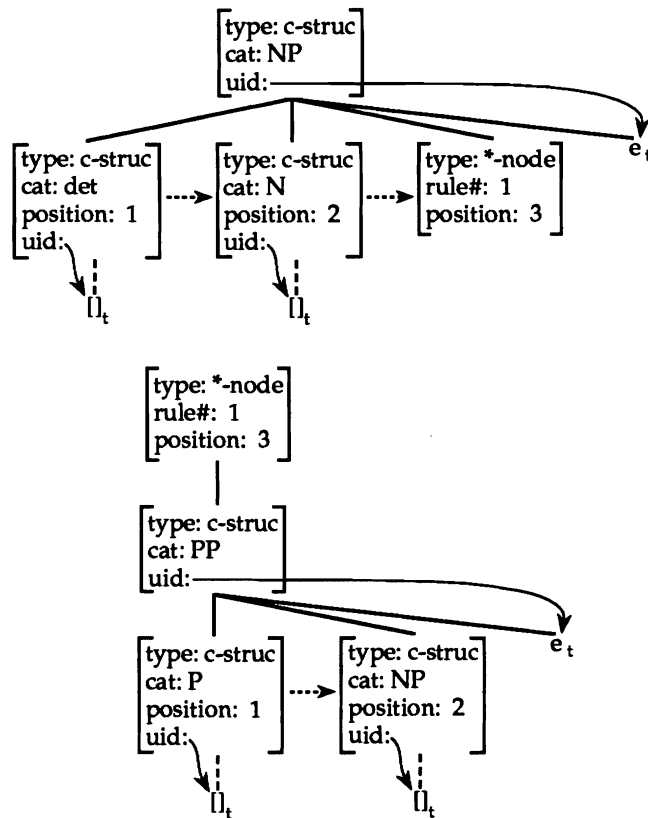 type: c-struc
cat: NP
uid:
e t
type: c-struc
cat: det
position: 1
uid:
[]t
type: c-struc
cat: N
position: 2
uid:
[]t
type: *-node
rule#: 1
position: 3
type: *-node
rule#: 1
position: 3
type: c-struc
cat: PP
uid:
e t
type: c-struc
cat: P
position: 1
uid:
[]t
type: c-struc
cat: NP
position: 2
uid:
[]t